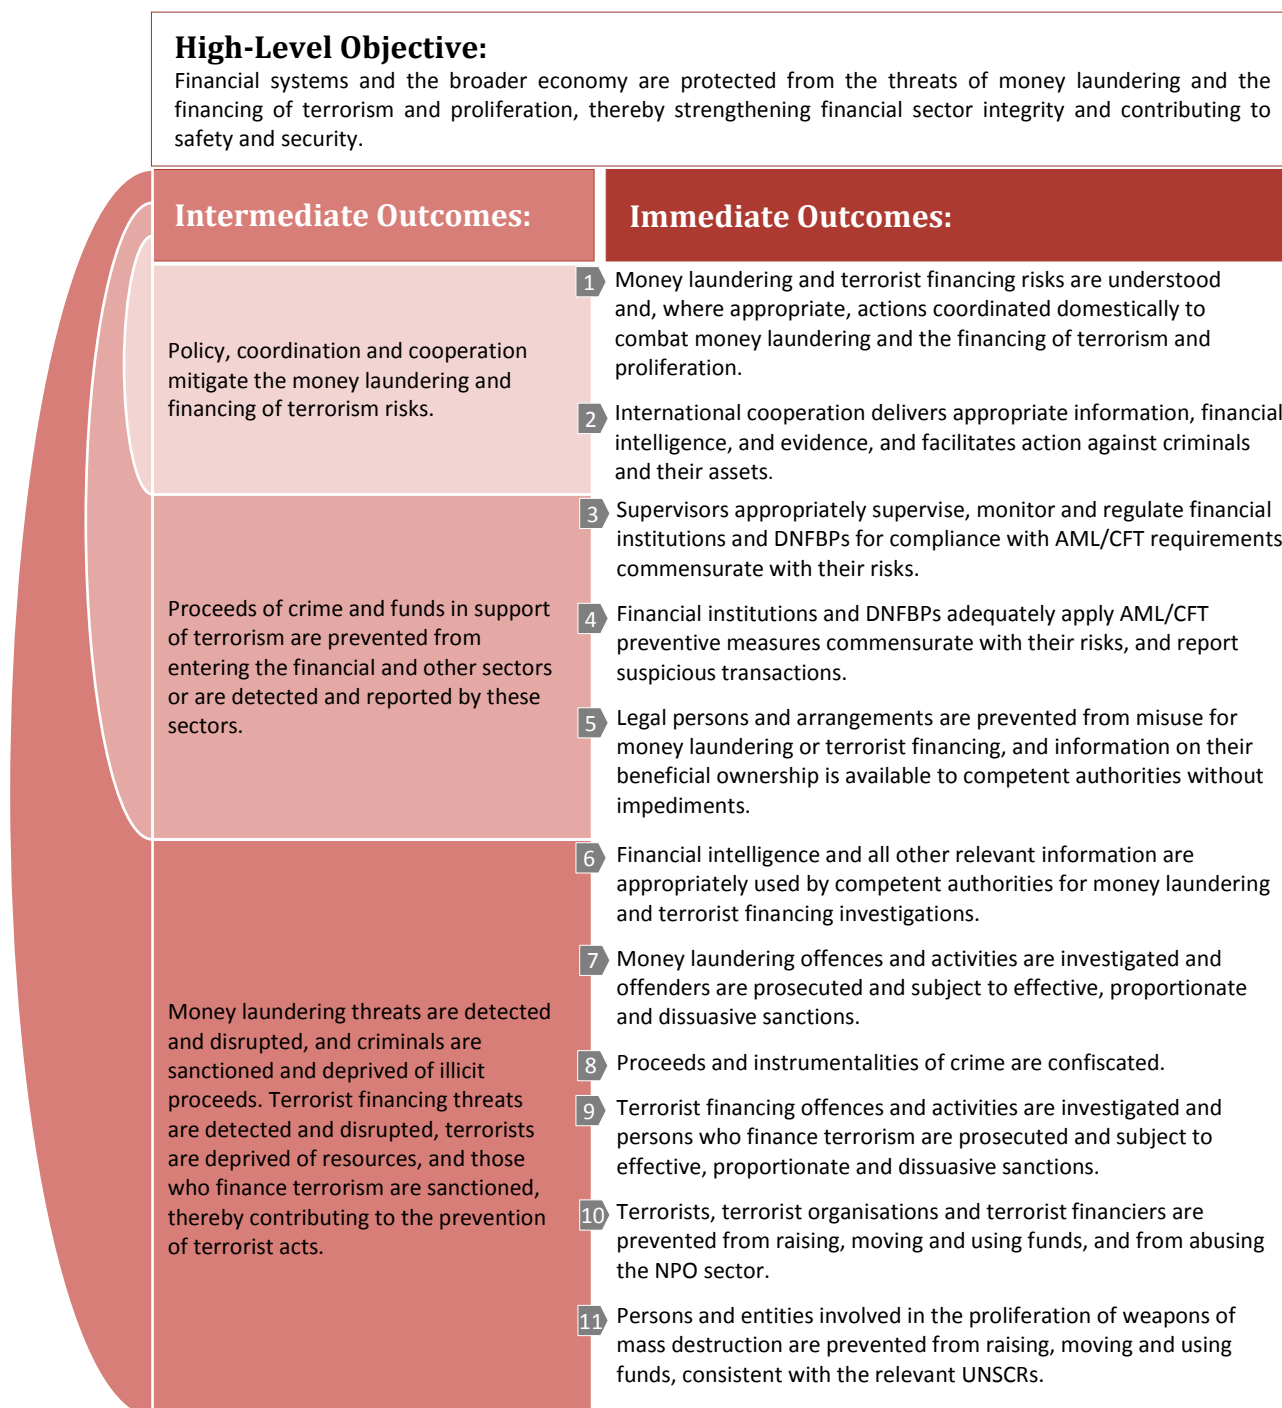 High-Level Objective:
Financial systems and the broader economy are protected from the threats of money laundering and the
financing of terrorism and proliferation, thereby strengthening financial sector integrity and contributing to
safety and security.
Intermediate Outcomes:
Immediate Outcomes:
Policy, coordination and cooperation
mitigate the money laundering and
financing of terrorism risks.
1
Money laundering and terrorist financing risks are understood
and, where appropriate, actions coordinated domestically to
combat money laundering and the financing of terrorism and
proliferation.
2
International cooperation delivers appropriate information, financial
intelligence, and evidence, and facilitates action against criminals
and their assets.
Proceeds of crime and funds in support
of terrorism are prevented from
entering the financial and other sectors
or are detected and reported by these
sectors.
3
Supervisors appropriately supervise, monitor and regulate financial
institutions and DNFBPs for compliance with AML/CFT requirements
commensurate with their risks.
4
Financial institutions and DNFBPs adequately apply AML/CFT
preventive measures commensurate with their risks, and report
suspicious transactions.
5
Legal persons and arrangements are prevented from misuse for
money laundering or terrorist financing, and information on their
beneficial ownership is available to competent authorities without
impediments.
Money laundering threats are detected
and disrupted, and criminals are
sanctioned and deprived of illicit
proceeds. Terrorist financing threats
are detected and disrupted, terrorists
are deprived of resources, and those
who finance terrorism are sanctioned,
thereby contributing to the prevention
of terrorist acts.
6
Financial intelligence and all other relevant information are
appropriately used by competent authorities for money laundering
and terrorist financing investigations.
7
Money laundering offences and activities are investigated and
offenders are prosecuted and subject to effective, proportionate
and dissuasive sanctions.
8
Proceeds and instrumentalities of crime are confiscated.
9
Terrorist financing offences and activities are investigated and
persons who finance terrorism are prosecuted and subject to
effective, proportionate and dissuasive sanctions.
10
Terrorists, terrorist organisations and terrorist financiers are
prevented from raising, moving and using funds, and from abusing
the NPO sector.
11
Persons and entities involved in the proliferation of weapons of
mass destruction are prevented from raising, moving and using
funds, consistent with the relevant UNSCRs.